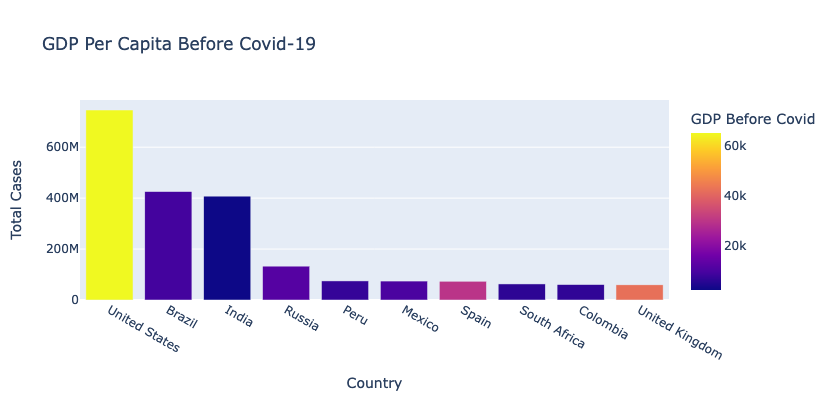 GDP Per Capita Before Covid-19
GDP Before Covid
Total Cases
600M
400M
200M
0
60k
40k
20k
United States
Brazil
India
Russia
Peru
Mexico
Spain
South Africa
Colombia
United Kingdom
Country